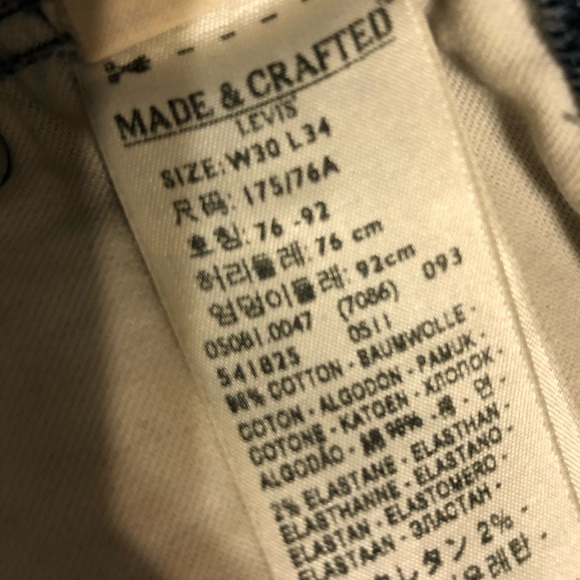 MADE & CRAFTED
LEVIS'
SIZE: W30 L34
尺码: 175/76A
호칭: 76 -92
허리둘레: 76 cm
엉덩이둘레: 92cm
05081.0047 (7086) 093
541825 0511
98% COTTON · BAUMWOLLE ·
COTON · ALGODÓN · PAMUK ·
COTONE · KATOEN · ХЛОПОК ·
ALGODÃO · 綿 98% · 棉 · 면 ·
2% ELASTANE · ELASTHAN ·
ELASTHANNE · ELASTANO ·
ELASTAN · ELASTOMERO ·
ELASTAAN · ЭЛАСТАН ·
ウレタン 2% ·